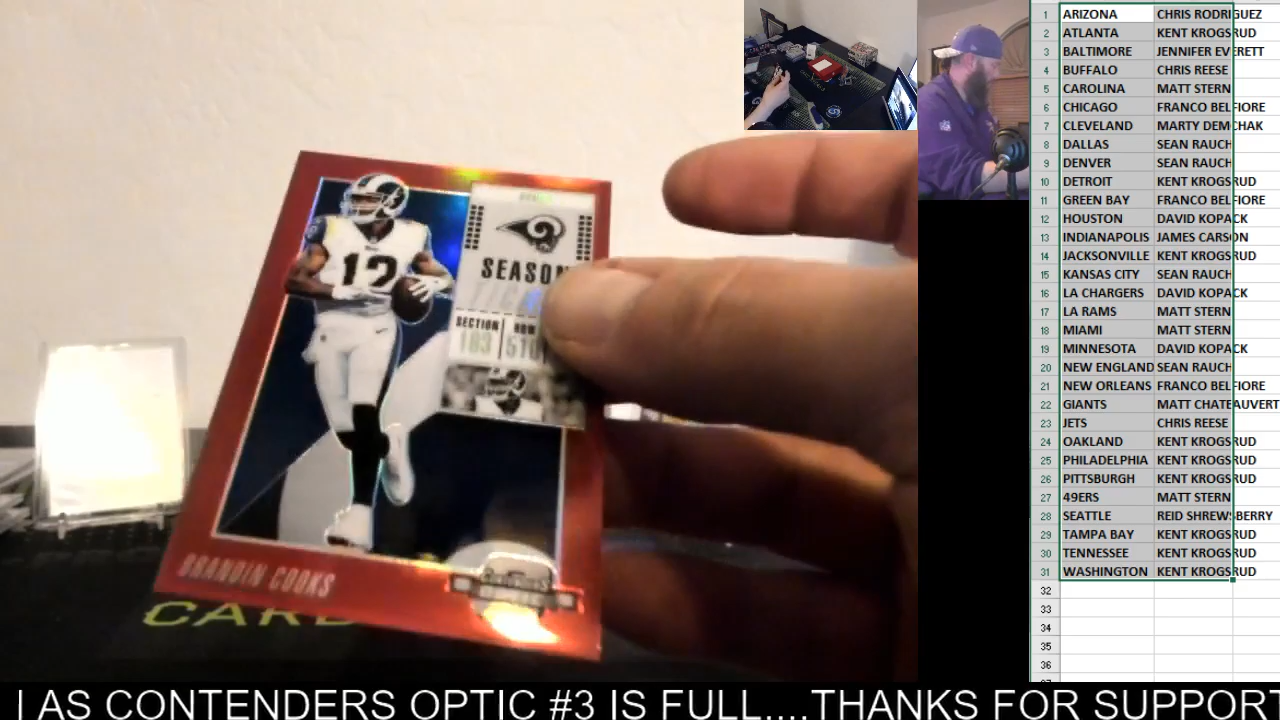 12
SEASON
SECTION
ROW
103
510
BRANDIN COOKS
CARD
1 ARIZONA CHRIS RODRIGUEZ
2 ATLANTA KENT KROGSRUD
3 BALTIMORE JENNIFER EVERETT
4 BUFFALO CHRIS REESE
5 CAROLINA MATT STERN
6 CHICAGO FRANCO BELFIORE
7 CLEVELAND MARTY DEMCHAK
8 DALLAS SEAN RAUCH
9 DENVER SEAN RAUCH
10 DETROIT KENT KROGSRUD
11 GREEN BAY FRANCO BELFIORE
12 HOUSTON DAVID KOPACK
13 INDIANAPOLIS JAMES CARSON
14 JACKSONVILLE KENT KROGSRUD
15 KANSAS CITY SEAN RAUCH
16 LA CHARGERS DAVID KOPACK
17 LA RAMS MATT STERN
18 MIAMI MATT STERN
19 MINNESOTA DAVID KOPACK
20 NEW ENGLAND SEAN RAUCH
21 NEW ORLEANS FRANCO BELFIORE
22 GIANTS MATT CHATEAUVERT
23 JETS CHRIS REESE
24 OAKLAND KENT KROGSRUD
25 PHILADELPHIA KENT KROGSRUD
26 PITTSBURGH KENT KROGSRUD
27 49ERS MATT STERN
28 SEATTLE REID SHREWSBERRY
29 TAMPA BAY KENT KROGSRUD
30 TENNESSEE KENT KROGSRUD
31 WASHINGTON KENT KROGSRUD
32
33
34
35
36
AS CONTENDERS OPTIC #3 IS FULL....THANKS FOR SUPPORT